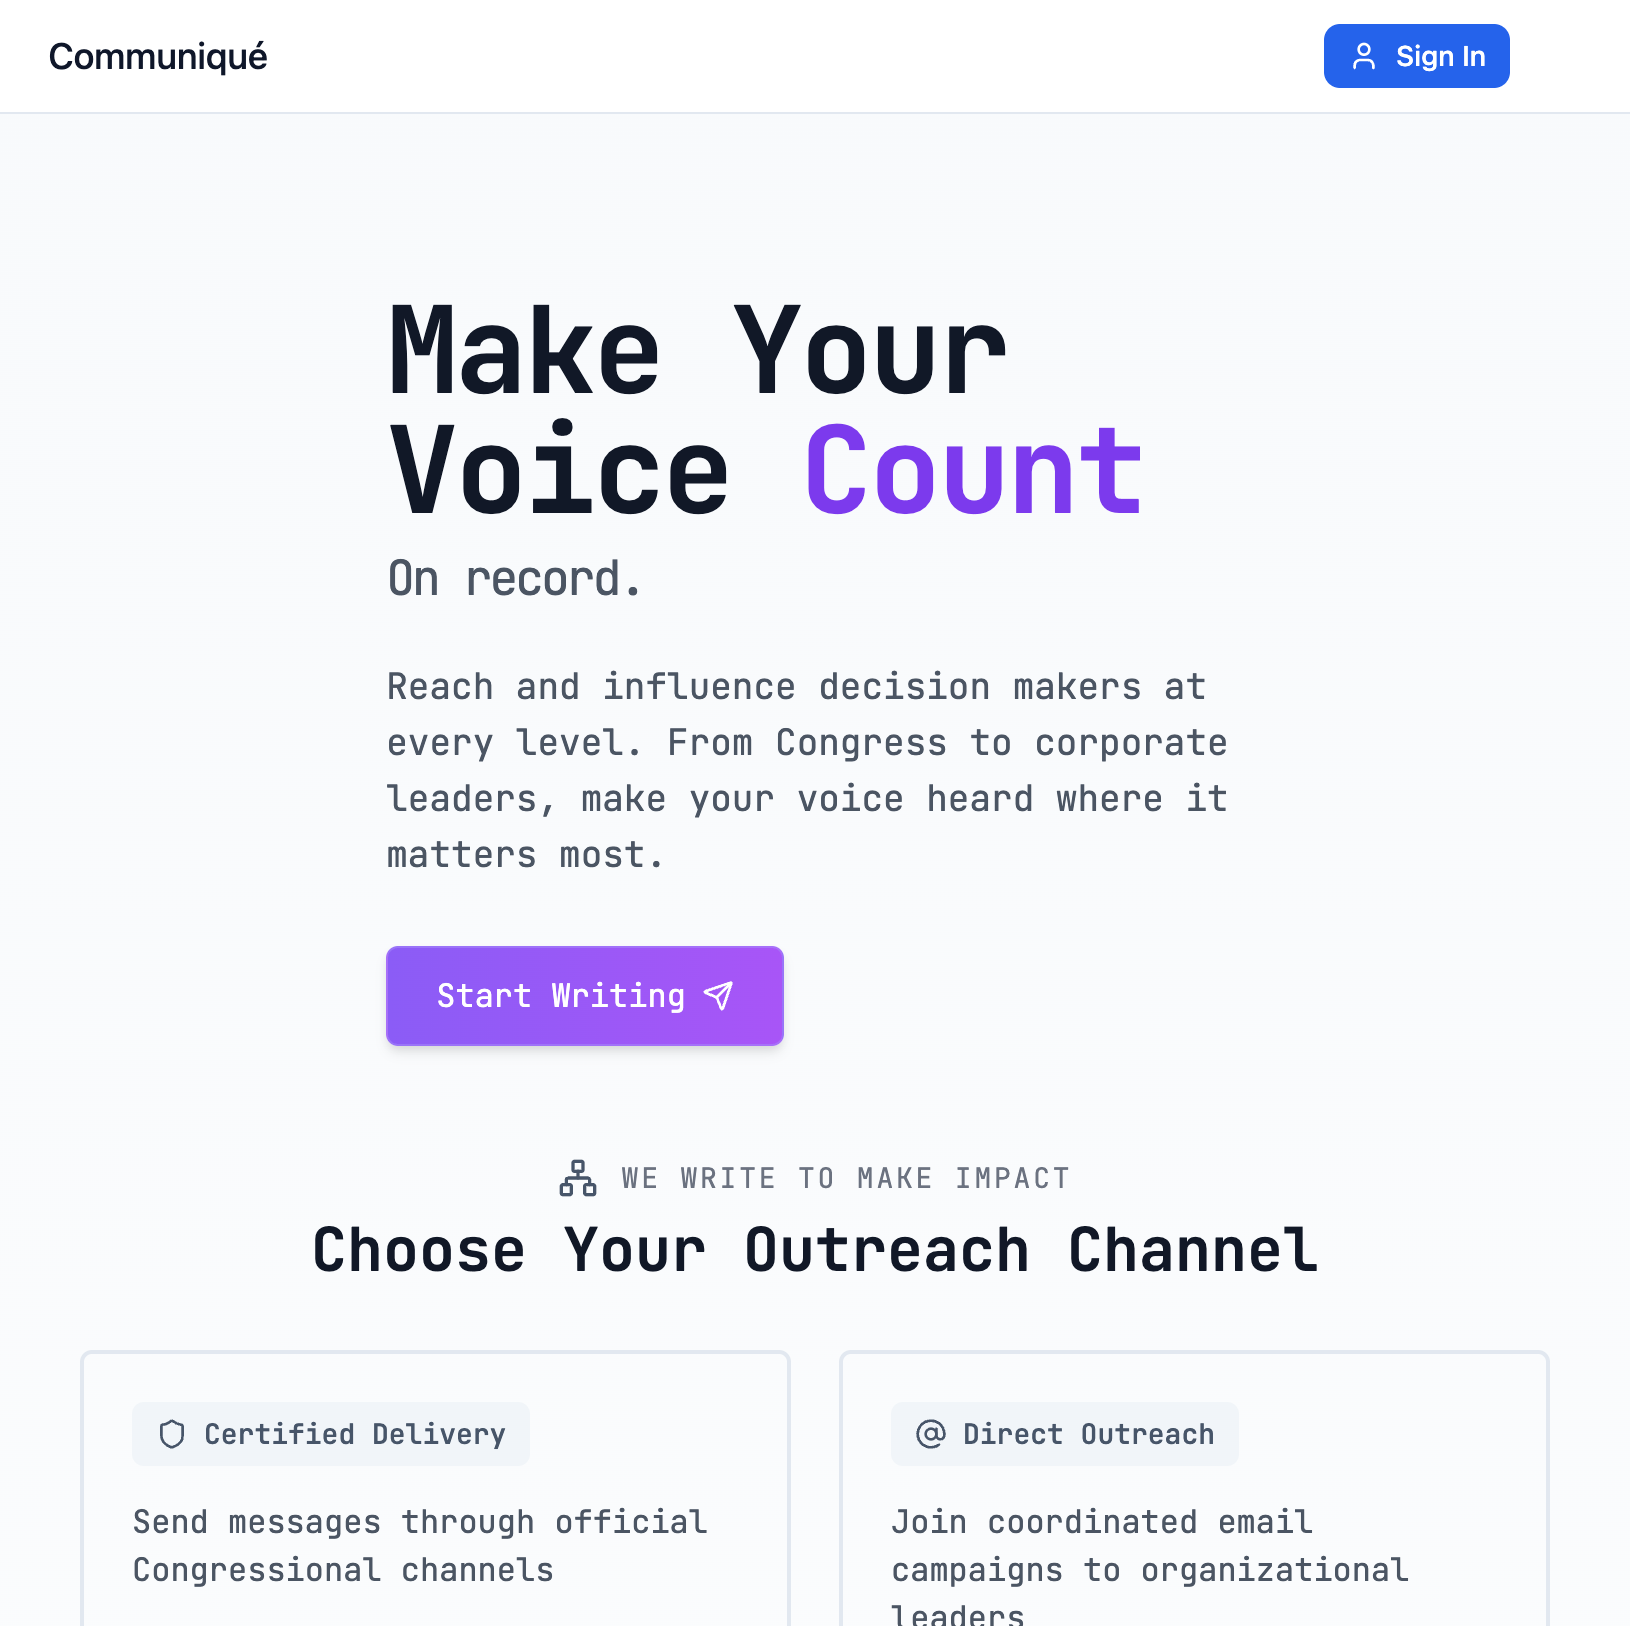 Communiqué
Sign In
Make Your
Voice Count
On record.
Reach and influence decision makers at
every level. From Congress to corporate
leaders, make your voice heard where it
matters most.
Start Writing
WE WRITE TO MAKE IMPACT
Choose Your Outreach Channel
Certified Delivery
Send messages through official
Congressional channels
Direct Outreach
Join coordinated email
campaigns to organizational
leaders